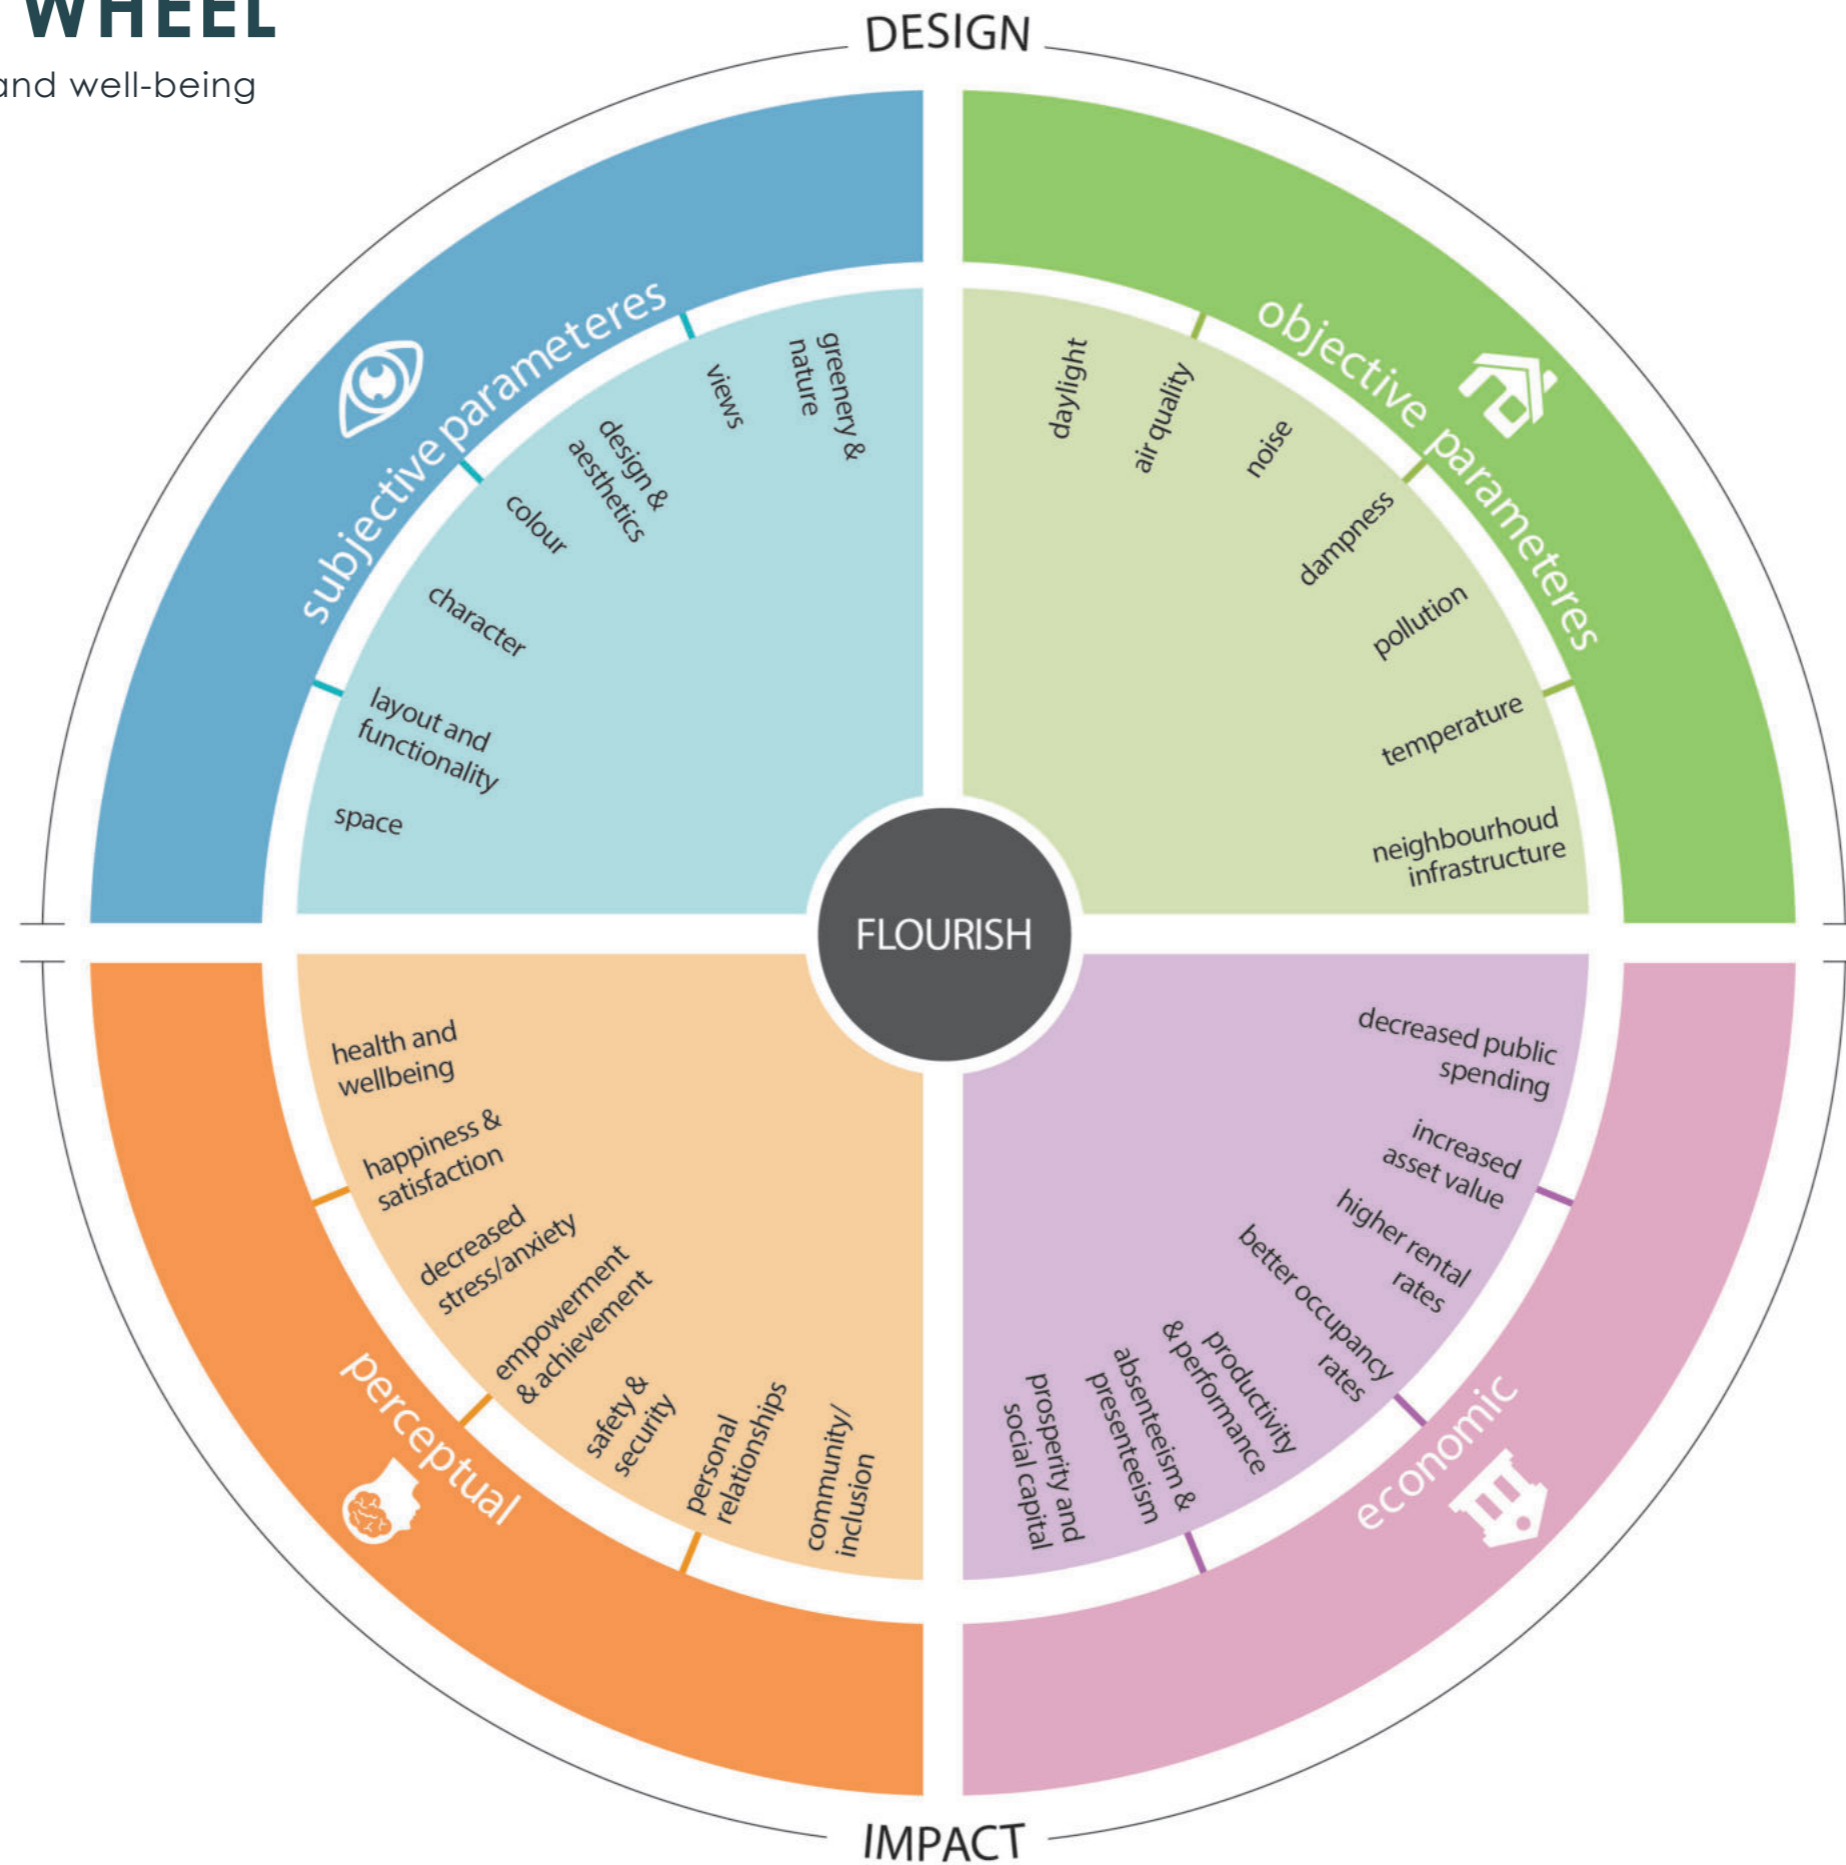 WHEEL
and well-being
DESIGN
subjective parameteres
objective parameteres
greenery &
nature
views
design &
aesthetics
colour
character
layout and
functionality
space
daylight
air quality
noise
dampness
pollution
temperature
neighbourhoud
infrastructure
FLOURISH
health and
wellbeing
happiness &
satisfaction
decreased
stress/anxiety
empowerment
& achievement
safety &
security
personal
relationships
community/
inclusion
decreased public
spending
increased
asset value
higher rental
rates
better occupancy
rates
productivity
& performance
absenteeism &
presenteeism
prosperity and
social capital
perceptual
economic
IMPACT